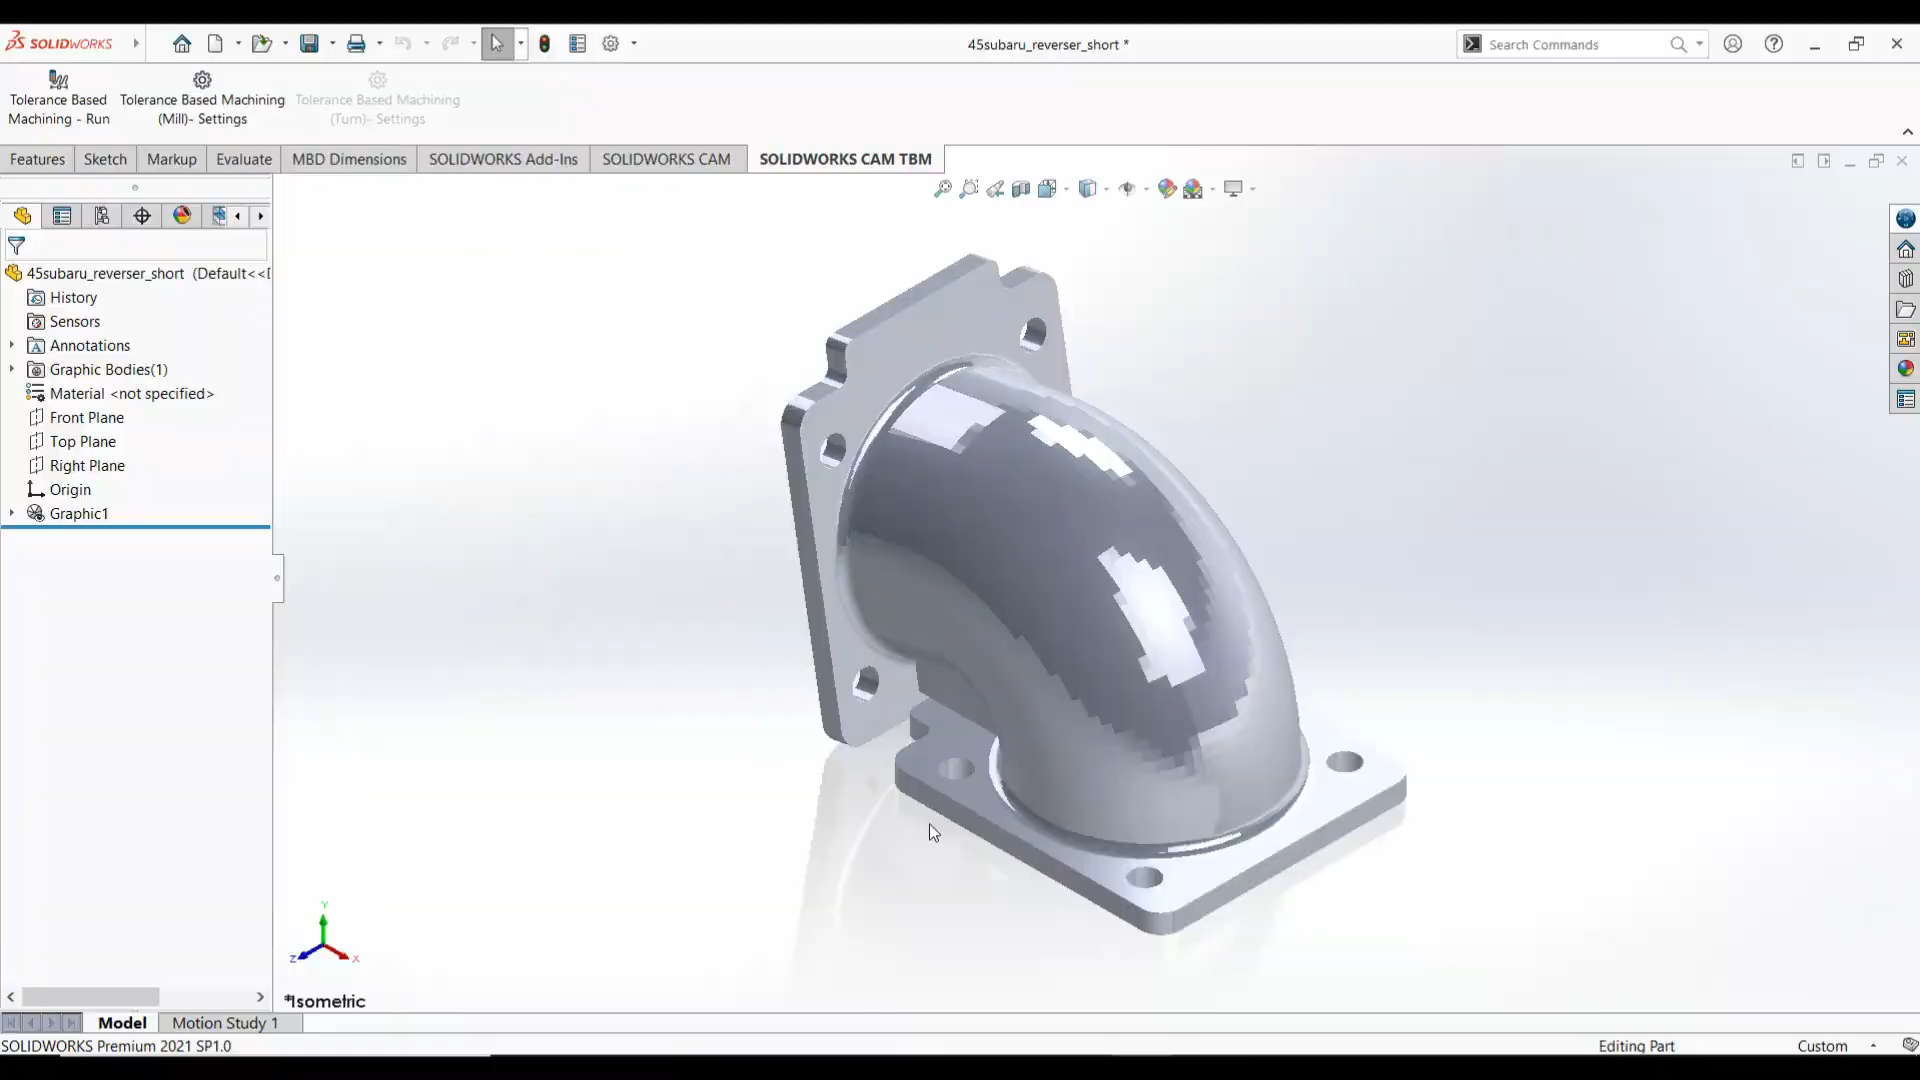 SOLIDWORKS
45subaru_reverser_short *
Search Commands
Tolerance Based
Machining - Run
Tolerance Based Machining
(Mill)- Settings
Tolerance Based Machining
(Turn)- Settings
Features
Sketch
Markup
Evaluate
MBD Dimensions
SOLIDWORKS Add-Ins
SOLIDWORKS CAM
SOLIDWORKS CAM TBM
45subaru_reverser_short (Default<<D
History
Sensors
Annotations
Graphic Bodies(1)
Material <not specified>
Front Plane
Top Plane
Right Plane
Origin
Graphic1
Y
Z
X
*Isometric
Model
Motion Study 1
SOLIDWORKS Premium 2021 SP1.0
Editing Part
Custom